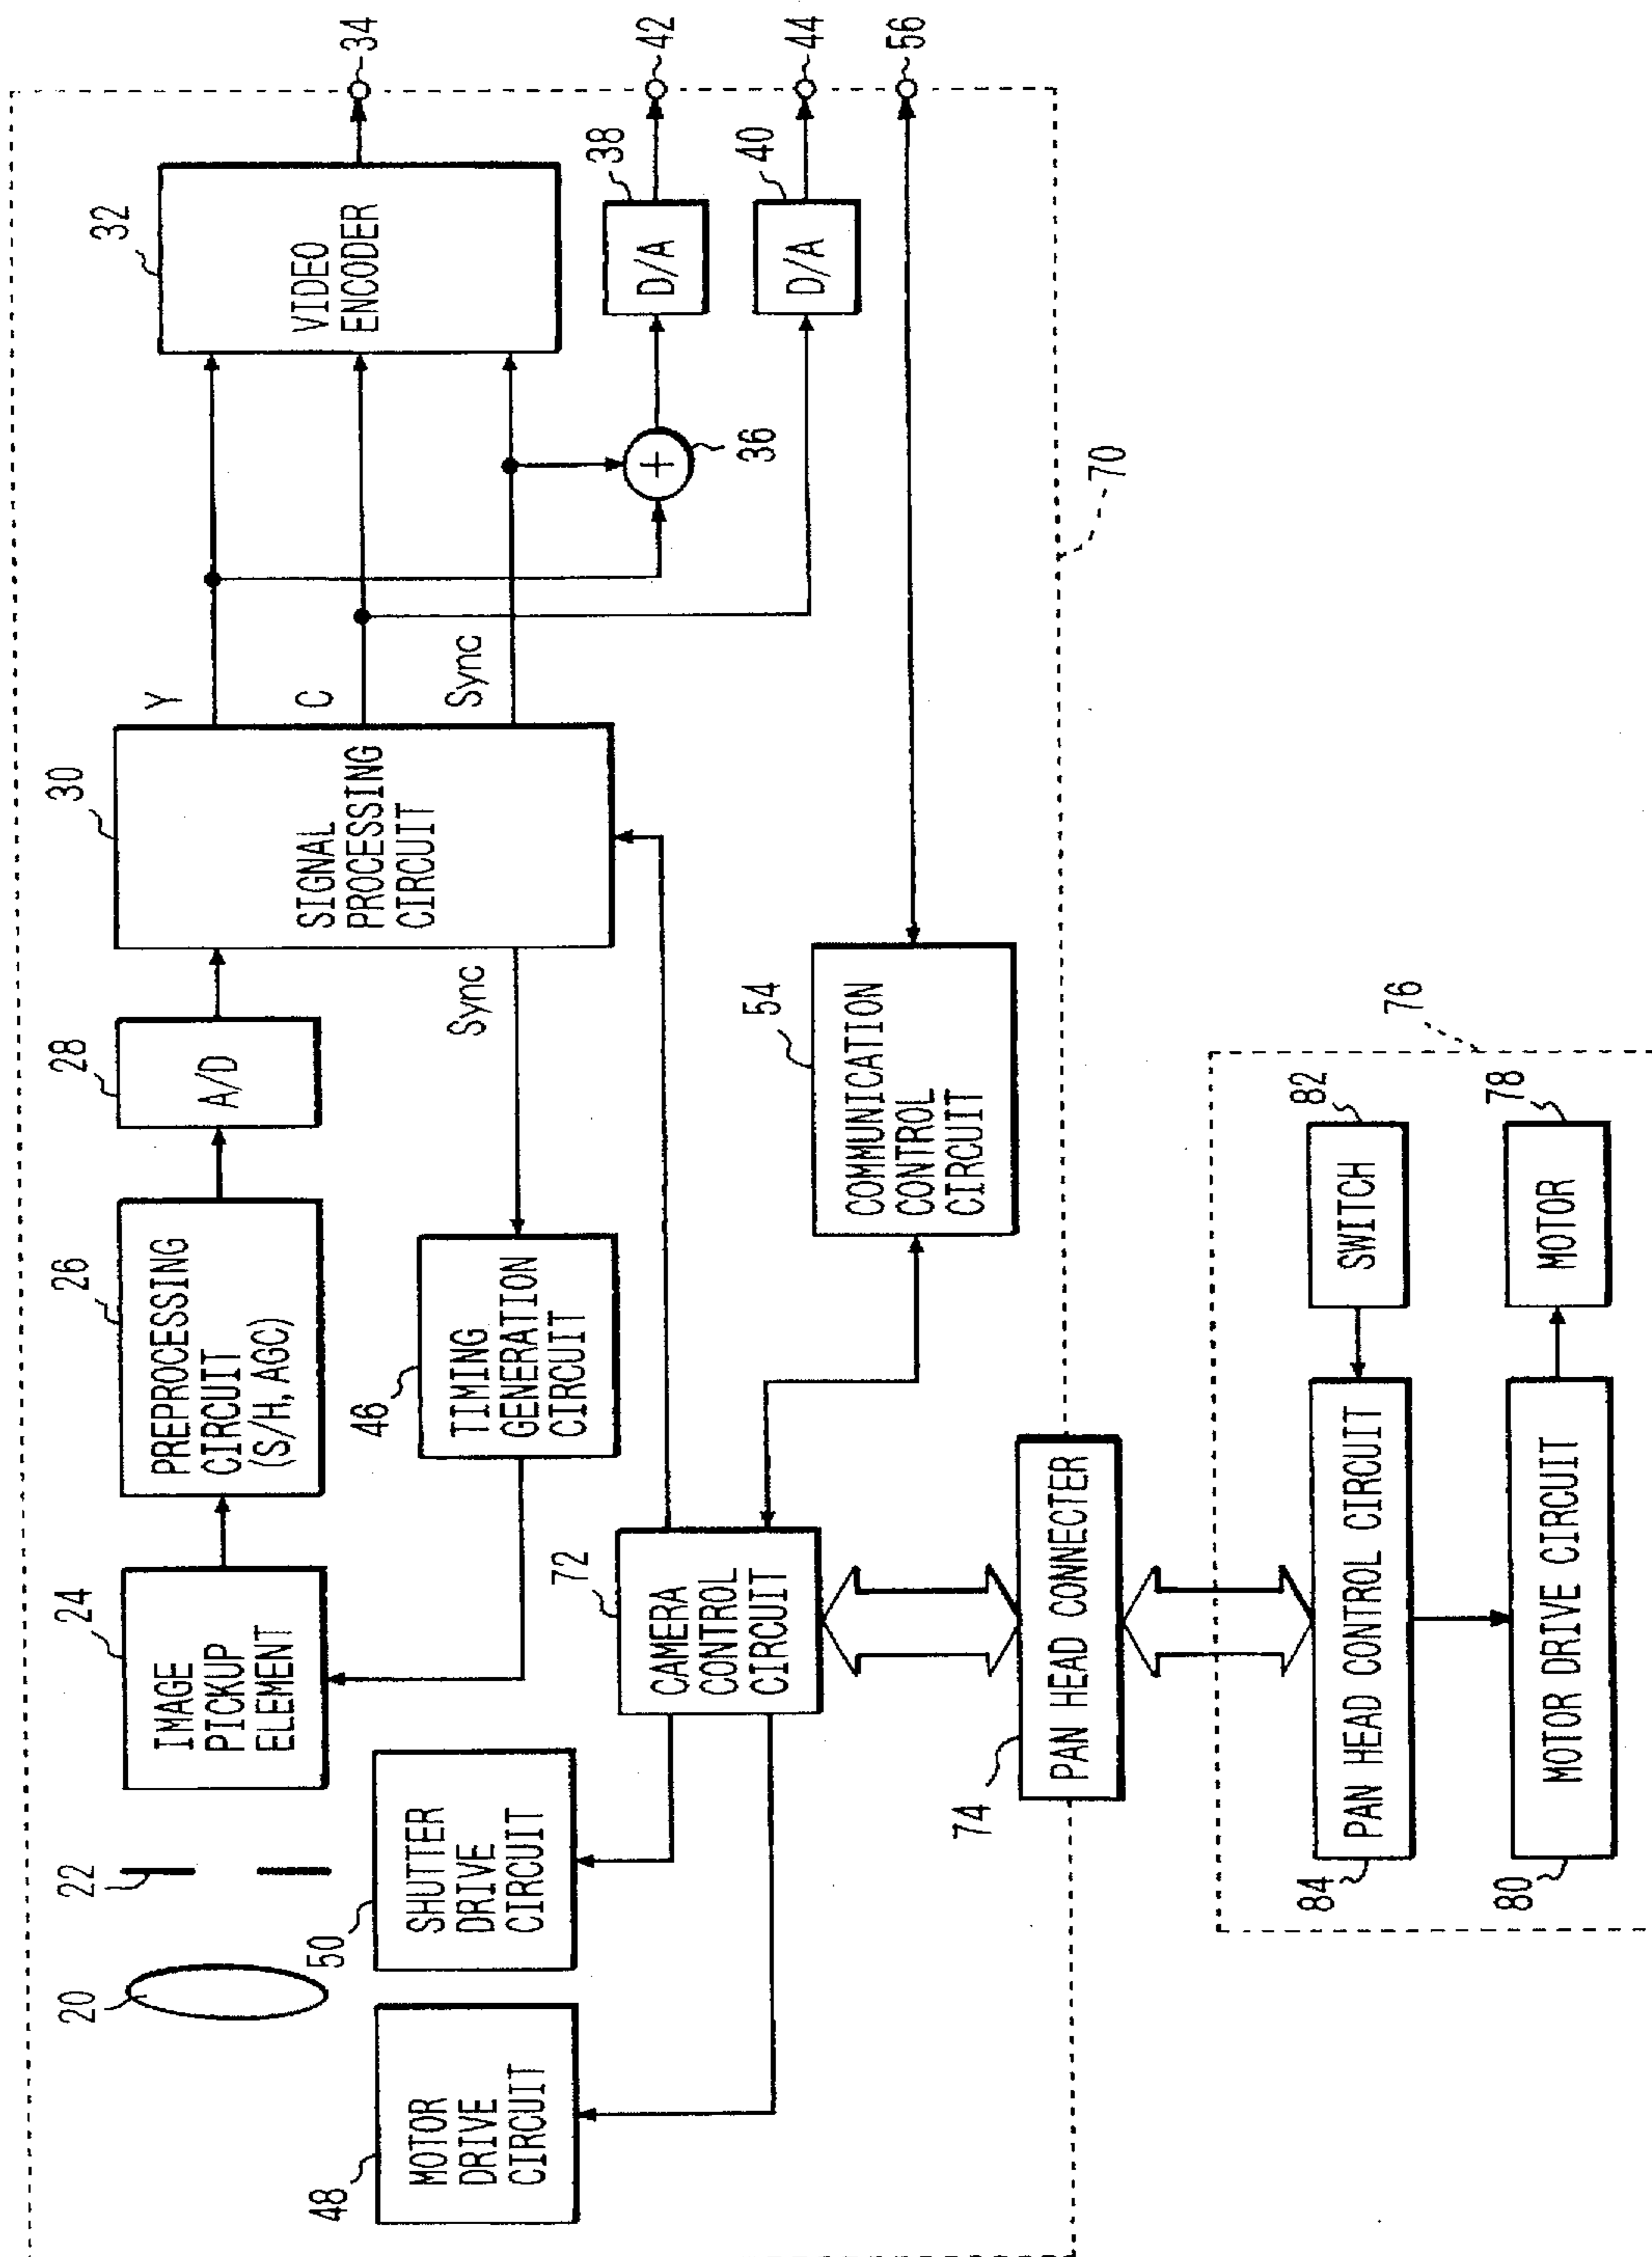 20
22
24
IMAGE
PICKUP
ELEMENT
26
PREPROCESSING
CIRCUIT
(S/H, AGC)
28
A/D
30
SIGNAL
PROCESSING
CIRCUIT
Y
C
Sync
32
VIDEO
ENCODER
34
48
MOTOR
DRIVE
CIRCUIT
50
SHUTTER
DRIVE
CIRCUIT
46
TIMING
GENERATION
CIRCUIT
Sync
36
+
38
D/A
42
40
D/A
44
72
CAMERA
CONTROL
CIRCUIT
54
COMMUNICATION
CONTROL
CIRCUIT
56
70
74
PAN HEAD CONNECTER
76
84
PAN HEAD CONTROL CIRCUIT
82
SWITCH
80
MOTOR DRIVE CIRCUIT
78
MOTOR